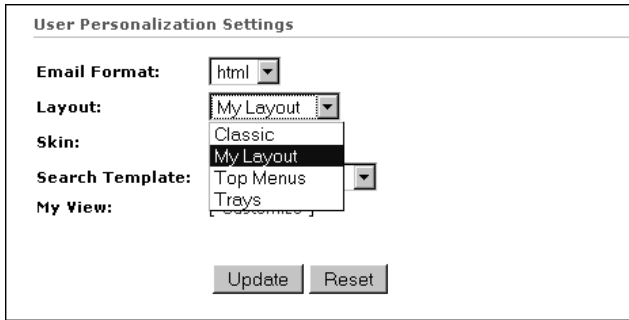 User Personalization Settings
Email Format: html
Layout: My Layout
Skin: Classic
My Layout
Search Template: Top Menus
Trays
My View:
Update Reset